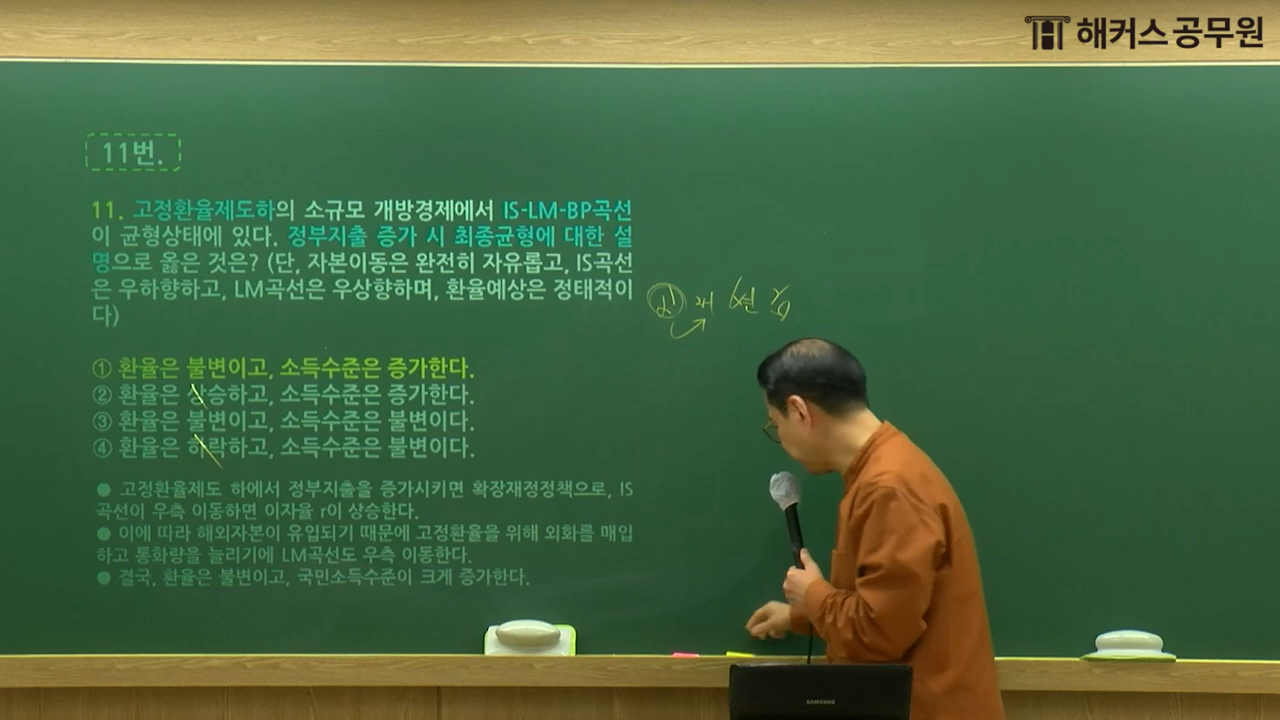 해커스공무원
11번.
11. 고정환율제도하의 소규모 개방경제에서 IS-LM-BP곡선
이 균형상태에 있다. 정부지출 증가 시 최종균형에 대한 설
명으로 옳은 것은? (단, 자본이동은 완전히 자유롭고, IS곡선
은 우하향하고, LM곡선은 우상향하며, 환율예상은 정태적이
다)
① 환율은 불변이고, 소득수준은 증가한다.
② 환율은 상승하고, 소득수준은 증가한다.
③ 환율은 불변이고, 소득수준은 불변이다.
④ 환율은 하락하고, 소득수준은 불변이다.
● 고정환율제도 하에서 정부지출을 증가시키면 확장재정정책으로, IS
곡선이 우측 이동하면 이자율 r이 상승한다.
● 이에 따라 해외자본이 유입되기 때문에 고정환율을 위해 외화를 매입
하고 통화량을 늘리기에 LM곡선도 우측 이동한다.
● 결국, 환율은 불변이고, 국민소득수준이 크게 증가한다.
SAMSUNG